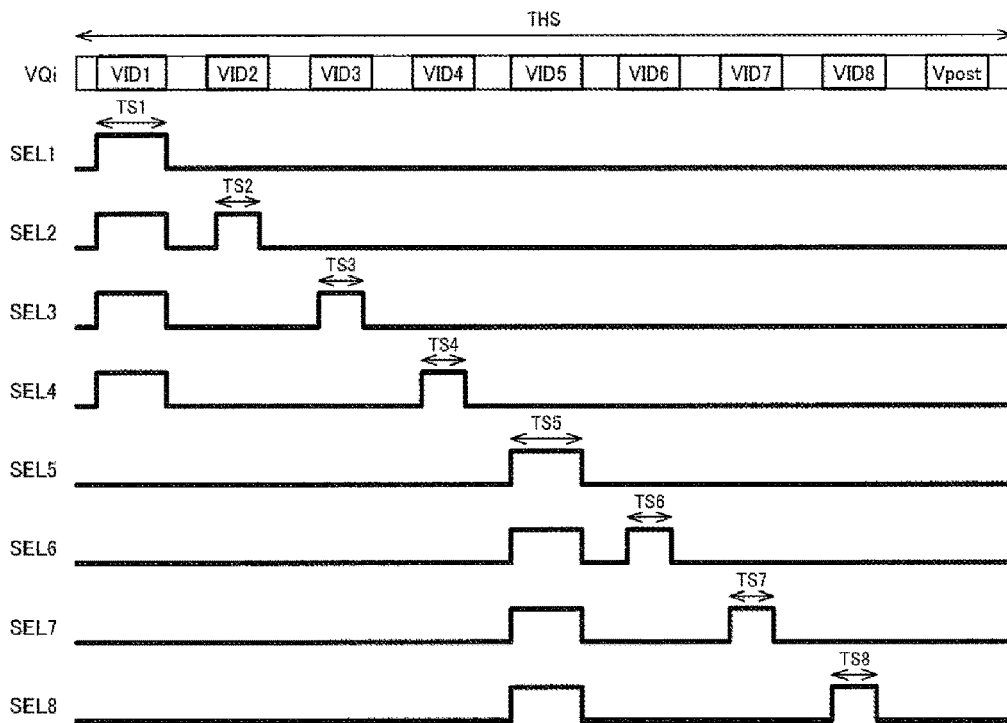 THS
VQi VID1 VID2 VID3 VID4 VID5 VID6 VID7 VID8 Vpost
TS1
SEL1
TS2
SEL2
TS3
SEL3
TS4
SEL4
TS5
SEL5
TS6
SEL6
TS7
SEL7
TS8
SEL8